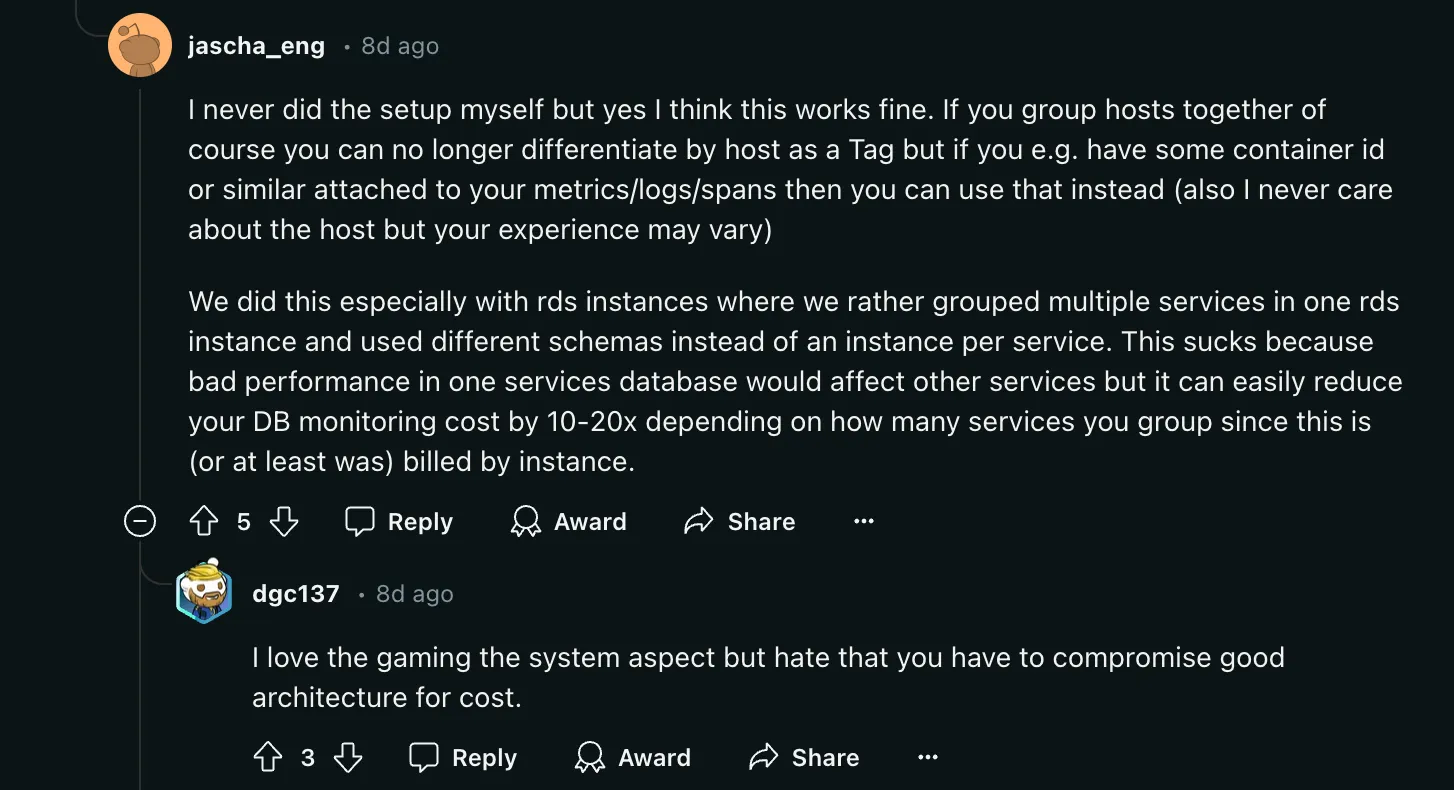 jascha_eng • 8d ago
I never did the setup myself but yes I think this works fine. If you group hosts together of
course you can no longer differentiate by host as a Tag but if you e.g. have some container id
or similar attached to your metrics/logs/spans then you can use that instead (also I never care
about the host but your experience may vary)
We did this especially with rds instances where we rather grouped multiple services in one rds
instance and used different schemas instead of an instance per service. This sucks because
bad performance in one services database would affect other services but it can easily reduce
your DB monitoring cost by 10-20x depending on how many services you group since this is
(or at least was) billed by instance.
5 Reply Award Share ...
dgc137 • 8d ago
I love the gaming the system aspect but hate that you have to compromise good
architecture for cost.
3 Reply Award Share ...